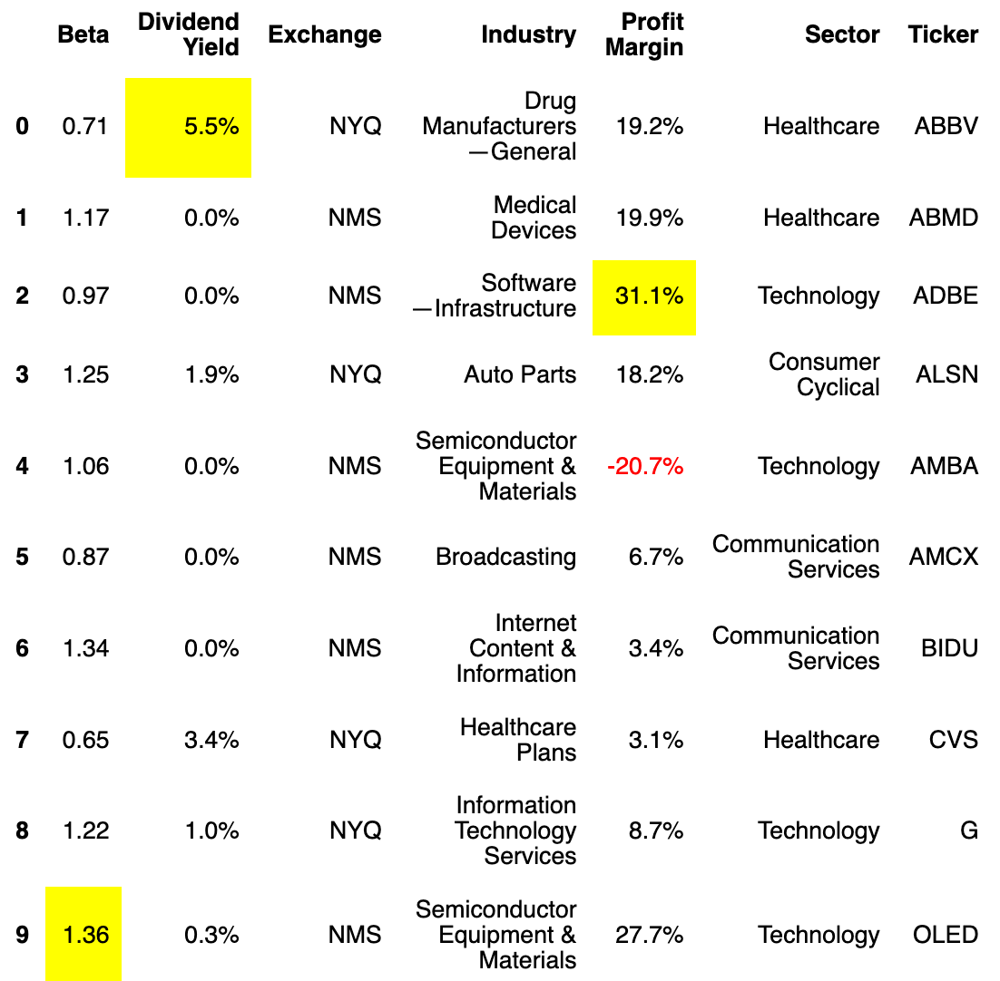 Beta Dividend Yield Exchange Industry Profit Margin Sector Ticker
0 0.71 5.5% NYQ Drug Manufacturers —General 19.2% Healthcare ABBV
1 1.17 0.0% NMS Medical Devices 19.9% Healthcare ABMD
2 0.97 0.0% NMS Software —Infrastructure 31.1% Technology ADBE
3 1.25 1.9% NYQ Auto Parts 18.2% Consumer Cyclical ALSN
4 1.06 0.0% NMS Semiconductor Equipment & Materials -20.7% Technology AMBA
5 0.87 0.0% NMS Broadcasting 6.7% Communication Services AMCX
6 1.34 0.0% NMS Internet Content & Information 3.4% Communication Services BIDU
7 0.65 3.4% NYQ Healthcare Plans 3.1% Healthcare CVS
8 1.22 1.0% NYQ Information Technology Services 8.7% Technology G
9 1.36 0.3% NMS Semiconductor Equipment & Materials 27.7% Technology OLED